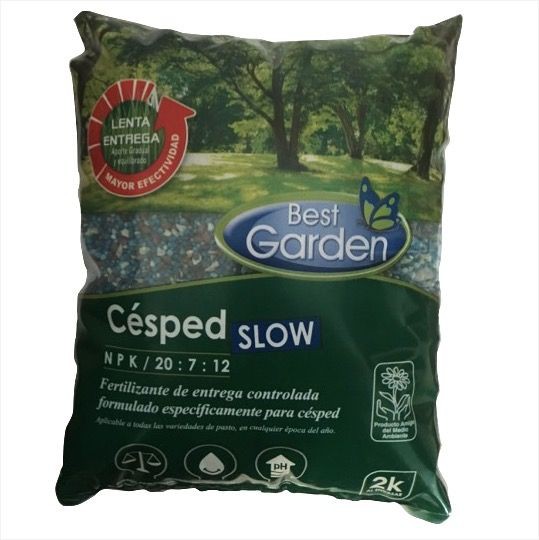 LENTA
ENTREGA
Aporte Gradual
y equilibrado
MAYOR EFECTIVIDAD
Best
Garden
Césped SLOW
NPK / 20 : 7 : 12
Fertilizante de entrega controlada
formulado específicamente para césped
Aplicable a todas las variedades de pasto, en cualquier época del año.
Producto Amigo
del Medio
Ambiente
pH
2K